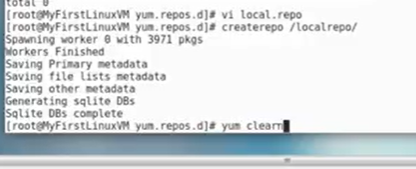 total 0
[root@MyFirstLinuxVM yum.repos.d]# vi local.repo
[root@MyFirstLinuxVM yum.repos.d]# createrepo /localrepo/
Spawning worker 0 with 3971 pkgs
Workers Finished
Saving Primary metadata
Saving file lists metadata
Saving other metadata
Generating sqlite DBs
Sqlite DBs complete
[root@MyFirstLinuxVM yum.repos.d]# yum clearn